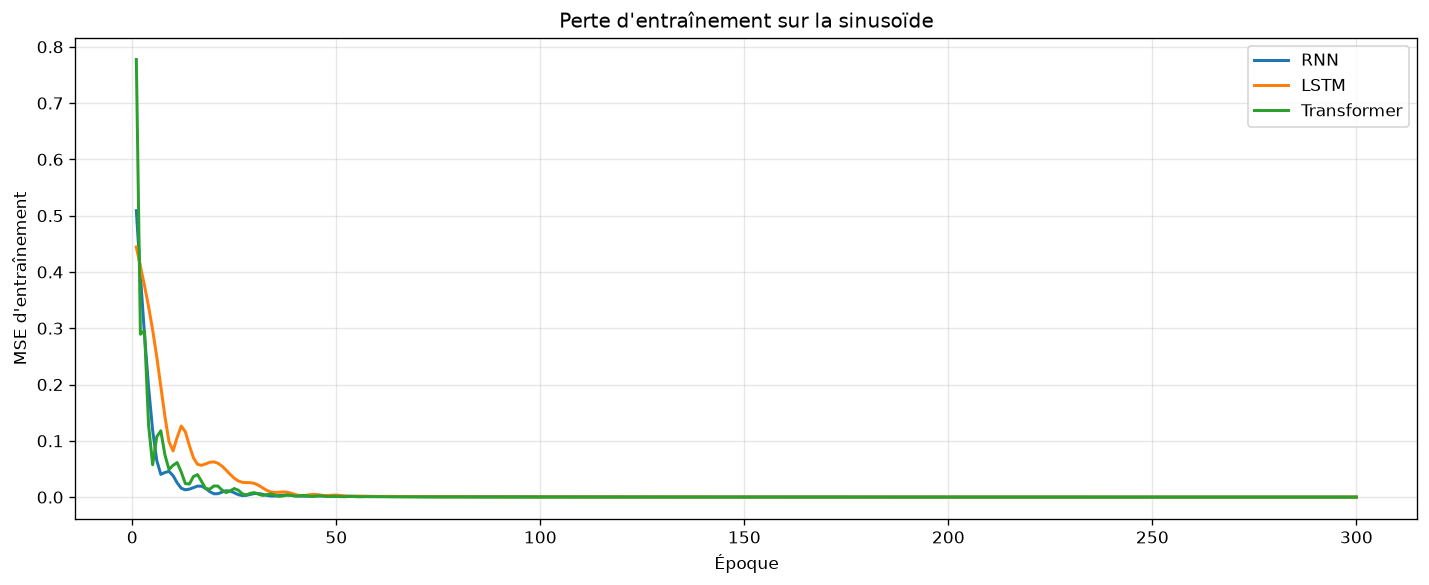 Perte d'entraînement sur la sinusoïde
RNN
LSTM
Transformer
MSE d'entraînement
0.8
0.7
0.6
0.5
0.4
0.3
0.2
0.1
0.0
0 50 100 150 200 250 300
Époque